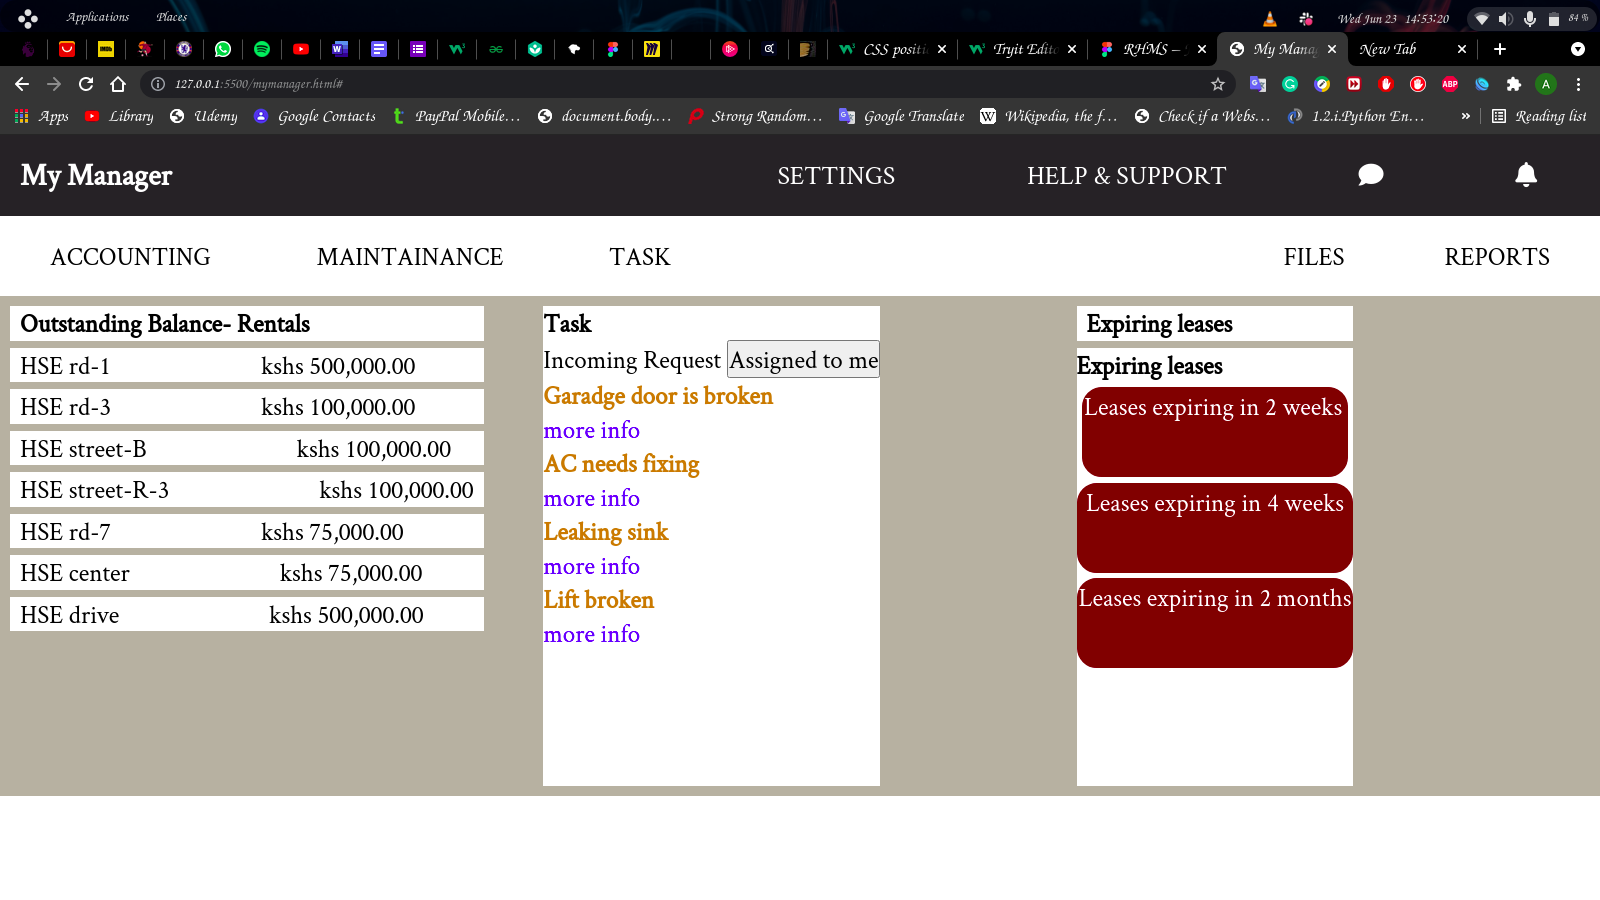 Applications Places Wed Jun 23 14:53:20 84 %
CSS positi Tryit Edito RHMS – My Mana New Tab
127.0.0.1:5500/mymanager.html#
Apps Library Udemy Google Contacts PayPal Mobile... document.body.... Strong Random... Google Translate Wikipedia, the f... Check if a Webs... 1.2.i.Python En... » Reading list
My Manager SETTINGS HELP & SUPPORT
ACCOUNTING MAINTAINANCE TASK FILES REPORTS
Outstanding Balance- Rentals
HSE rd-1 kshs 500,000.00
HSE rd-3 kshs 100,000.00
HSE street-B kshs 100,000.00
HSE street-R-3 kshs 100,000.00
HSE rd-7 kshs 75,000.00
HSE center kshs 75,000.00
HSE drive kshs 500,000.00
Task
Incoming Request Assigned to me
Garadge door is broken
more info
AC needs fixing
more info
Leaking sink
more info
Lift broken
more info
Expiring leases
Expiring leases
Leases expiring in 2 weeks
Leases expiring in 4 weeks
Leases expiring in 2 months